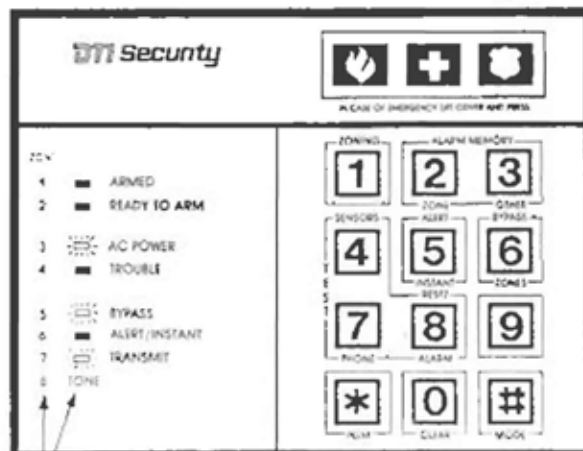 DTI Security
IN CASE OF EMERGENCY LIFT COVER AND PRESS
ZONE
1 ARMED
2 READY TO ARM
3 AC POWER
4 TROUBLE
5 BYPASS
6 ALERT/INSTANT
7 TRANSMIT
8 TONE
ZONING
ALARM MEMORY
1
2
3
ZONE
OTHER
SENSORS
ALERT
BYPASS
4
5
6
TEST
INSTANT
ZONES
RESET
7
8
9
PHONE
ALARM
*
0
#
CLEAR
MODE